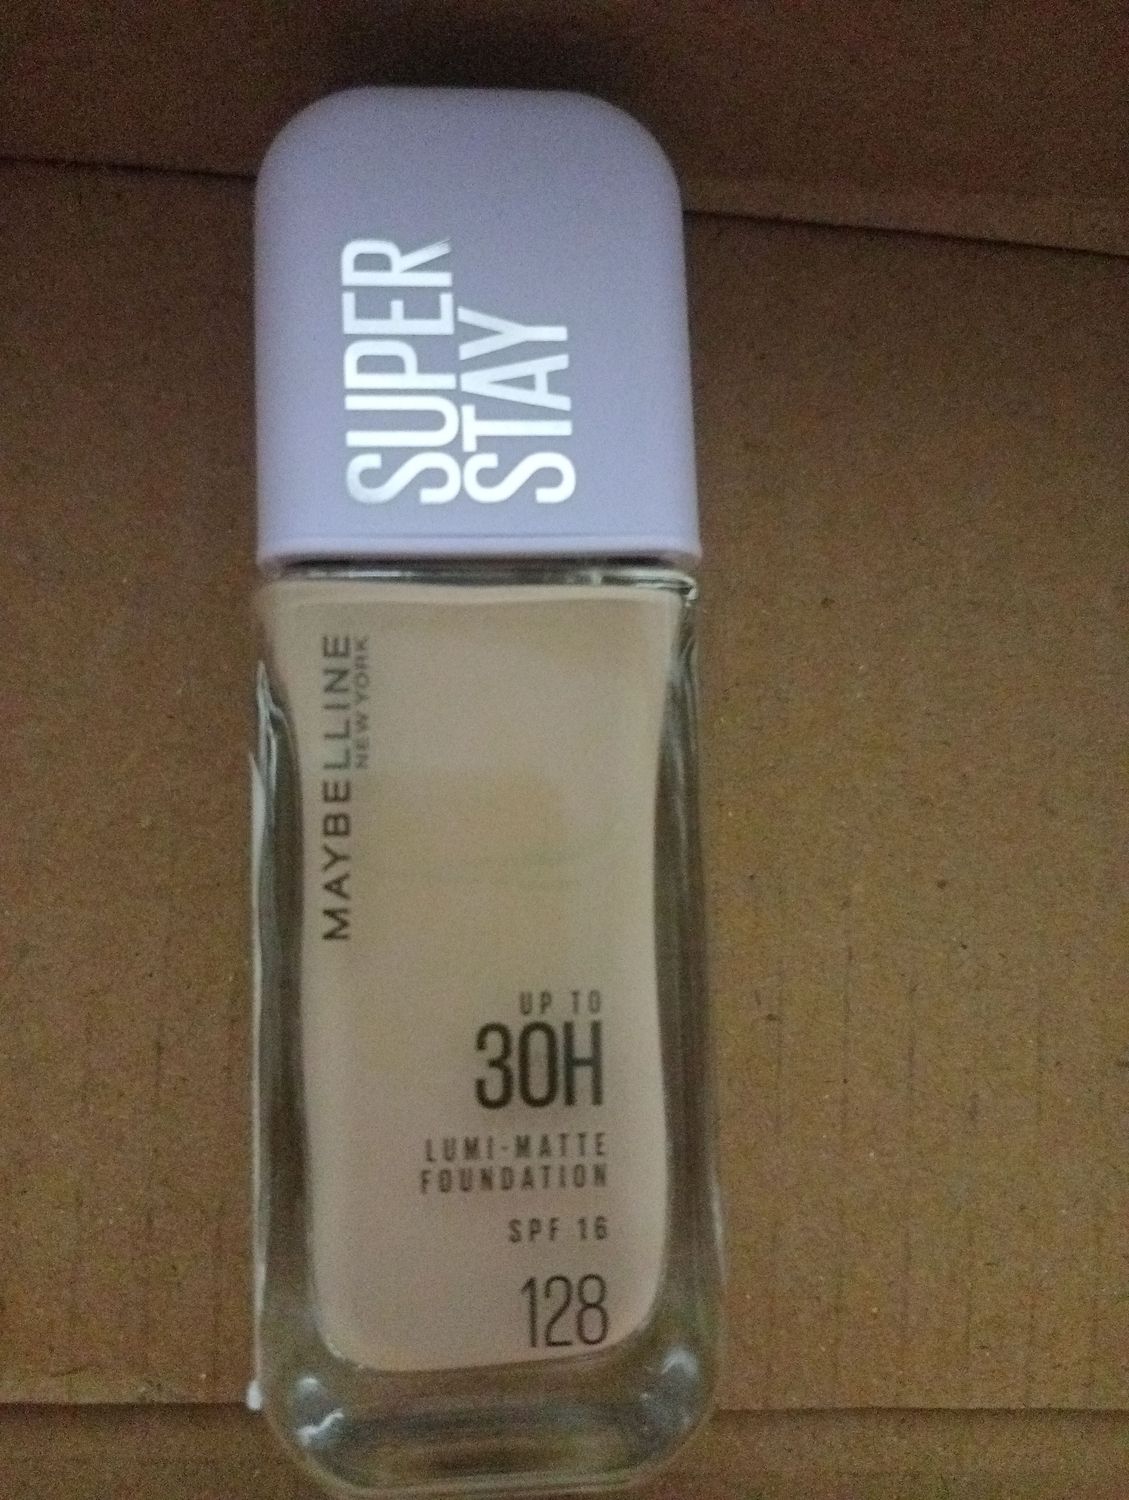 SUPER
STAY
MAYBELLINE
NEW YORK
UP TO
30H
LUMI-MATTE
FOUNDATION
SPF 16
128